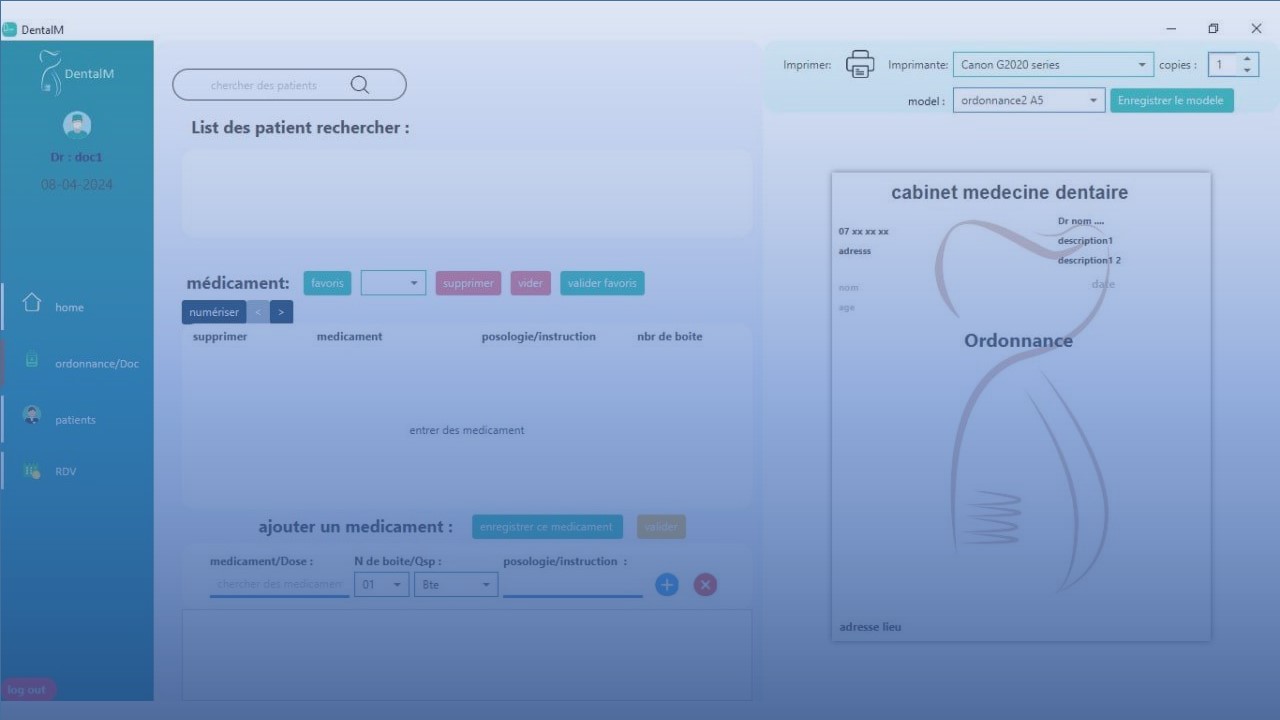 DentalM
DentalM
Dr : doc1
08-04-2024
home
ordonnance/Doc
patients
RDV
log out
chercher des patients
List des patient rechercher :
médicament:
favoris
supprimer
vider
valider favoris
numériser
<
>
supprimer medicament posologie/instruction nbr de boite
entrer des medicament
ajouter un medicament :
enregistrer ce medicament
valider
medicament/Dose : N de boite/Qsp : posologie/instruction :
chercher des medicamen 01 Bte
Imprimer: Imprimante: Canon G2020 series copies : 1
model : ordonnance2 A5 Enregistrer le modele
cabinet medecine dentaire
Dr nom ....
07 xx xx xx
description1
adresss
description1 2
nom
date
age
Ordonnance
adresse lieu